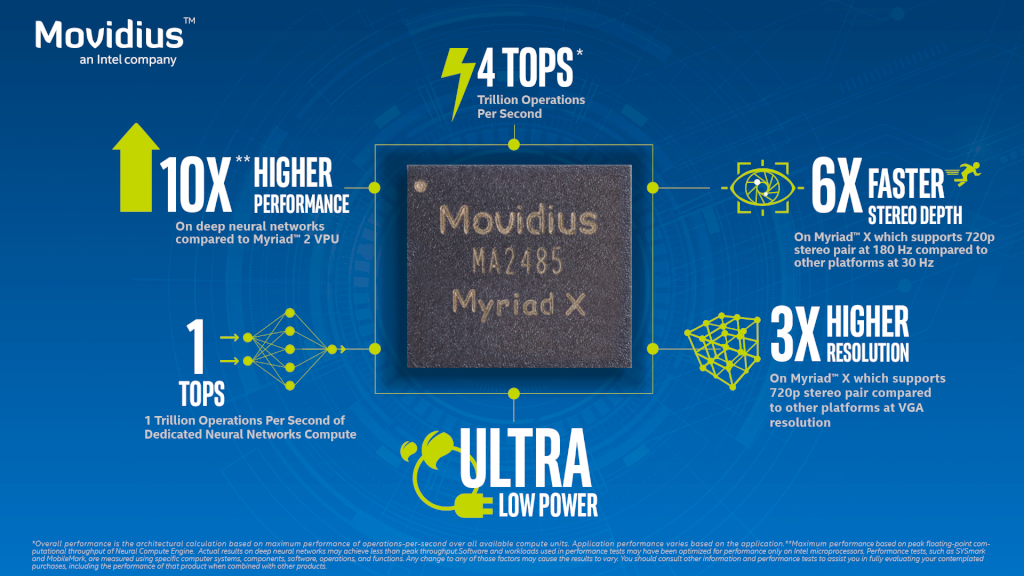 Movidius™
an Intel company
4 TOPS*
Trillion Operations
Per Second
10X** HIGHER
PERFORMANCE
On deep neural networks
compared to Myriad™ 2 VPU
Movidius
MA2485
Myriad X
6X FASTER
STEREO DEPTH
On Myriad™ X which supports 720p
stereo pair at 180 Hz compared to
other platforms at 30 Hz
1
TOPS
1 Trillion Operations Per Second of
Dedicated Neural Networks Compute
3X HIGHER
RESOLUTION
On Myriad™ X which supports
720p stereo pair compared
to other platforms at VGA
resolution
ULTRA
LOW POWER
*Overall performance is the architectural calculation based on maximum performance of operations-per-second over all available compute units. Application performance varies based on the application.**Maximum performance based on peak floating-point com-
putational throughput of Neural Compute Engine. Actual results on deep neural networks may achieve less than peak throughput.Software and workloads used in performance tests may have been optimized for performance only on Intel microprocessors. Performance tests, such as SYSmark
and MobileMark, are measured using specific computer systems, components, software, operations, and functions. Any change to any of those factors may cause the results to vary. You should consult other information and performance tests to assist you in fully evaluating your contemplated
purchases, including the performance of that product when combined with other products.